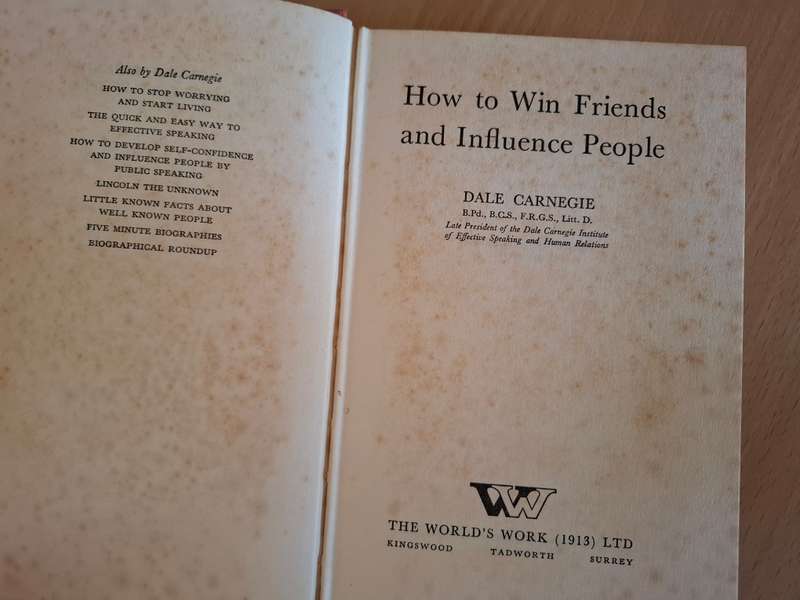 Also by Dale Carnegie
HOW TO STOP WORRYING
AND START LIVING
THE QUICK AND EASY WAY TO
EFFECTIVE SPEAKING
HOW TO DEVELOP SELF-CONFIDENCE
AND INFLUENCE PEOPLE BY
PUBLIC SPEAKING
LINCOLN THE UNKNOWN
LITTLE KNOWN FACTS ABOUT
WELL KNOWN PEOPLE
FIVE MINUTE BIOGRAPHIES
BIOGRAPHICAL ROUNDUP
How to Win Friends
and Influence People
DALE CARNEGIE
B.Pd., B.C.S., F.R.G.S., Litt. D.
Late President of the Dale Carnegie Institute
of Effective Speaking and Human Relations
WW
THE WORLD'S WORK (1913) LTD
KINGSWOOD TADWORTH SURREY